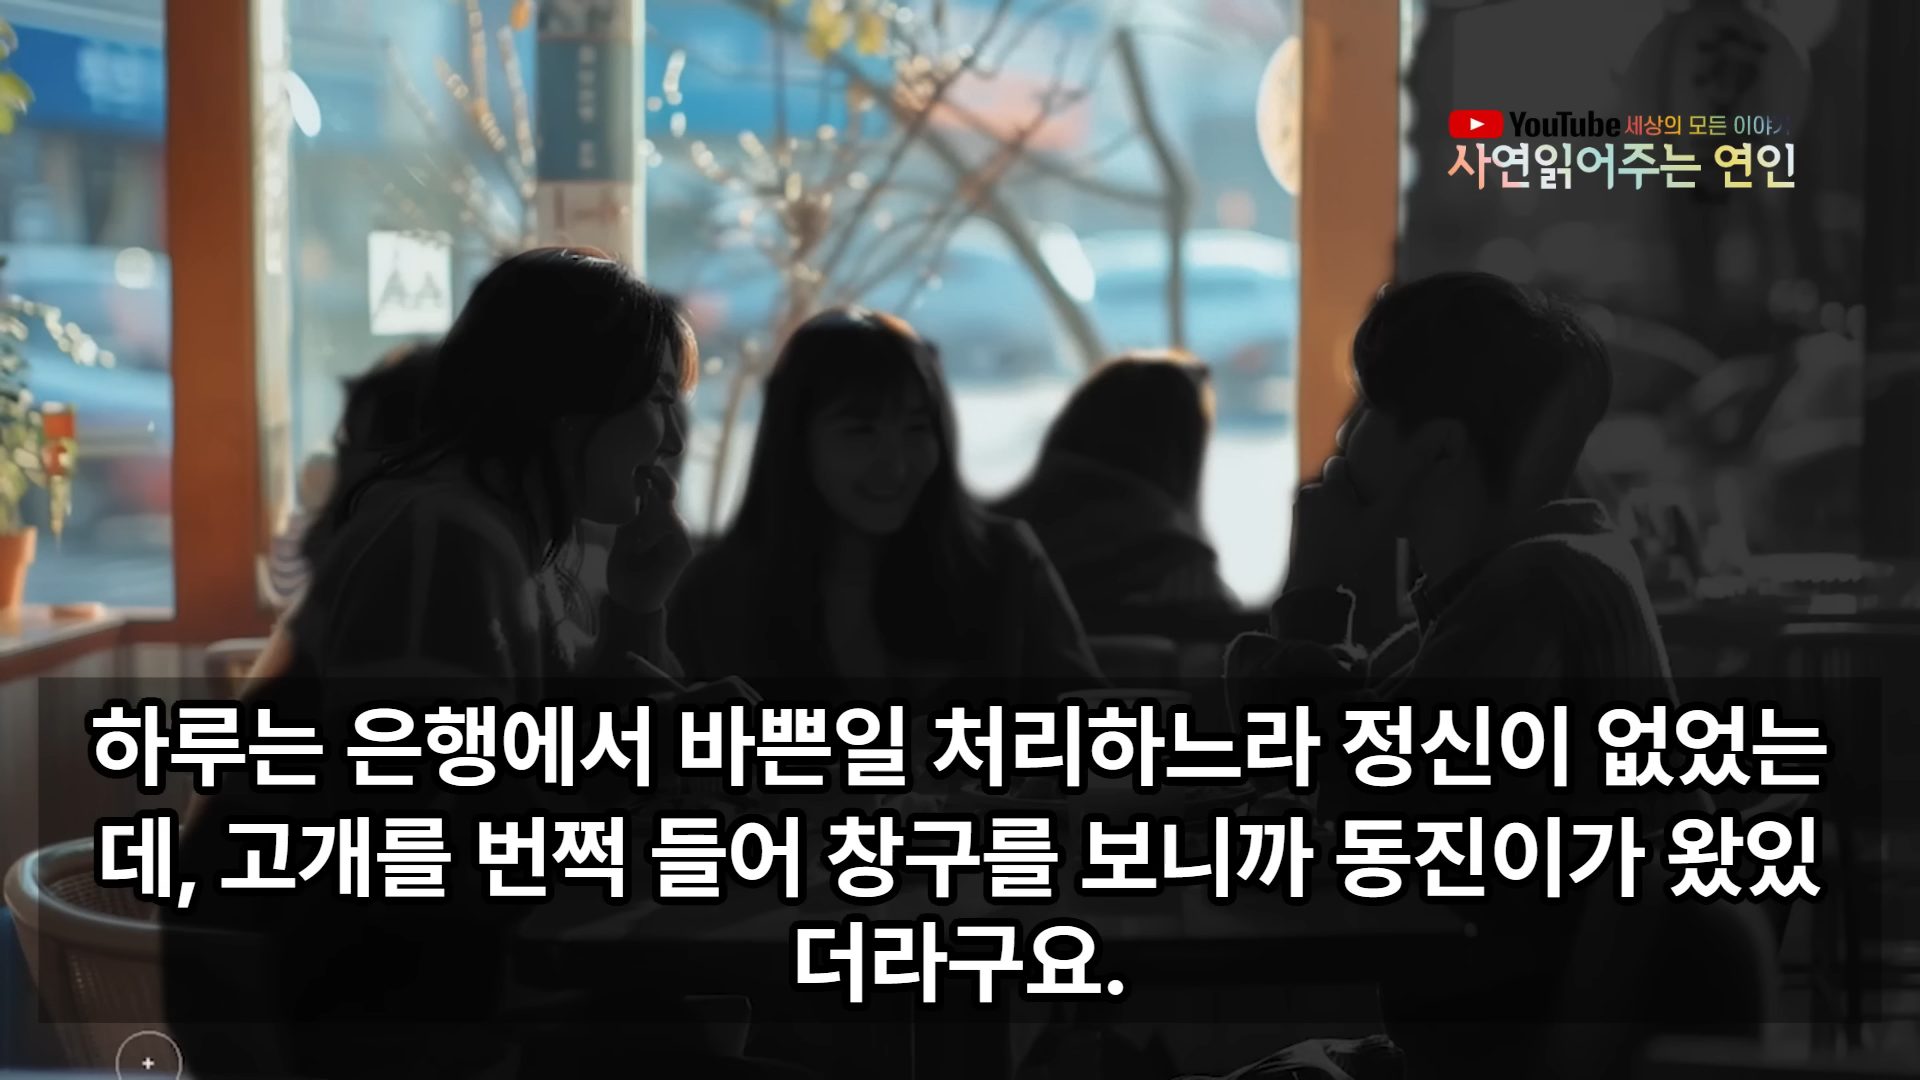 YouTube 세상의 모든 이야기
사연읽어주는 연인
하루는 은행에서 바쁜일 처리하느라 정신이 없었는
데, 고개를 번쩍 들어 창구를 보니까 동진이가 왔있
더라구요.